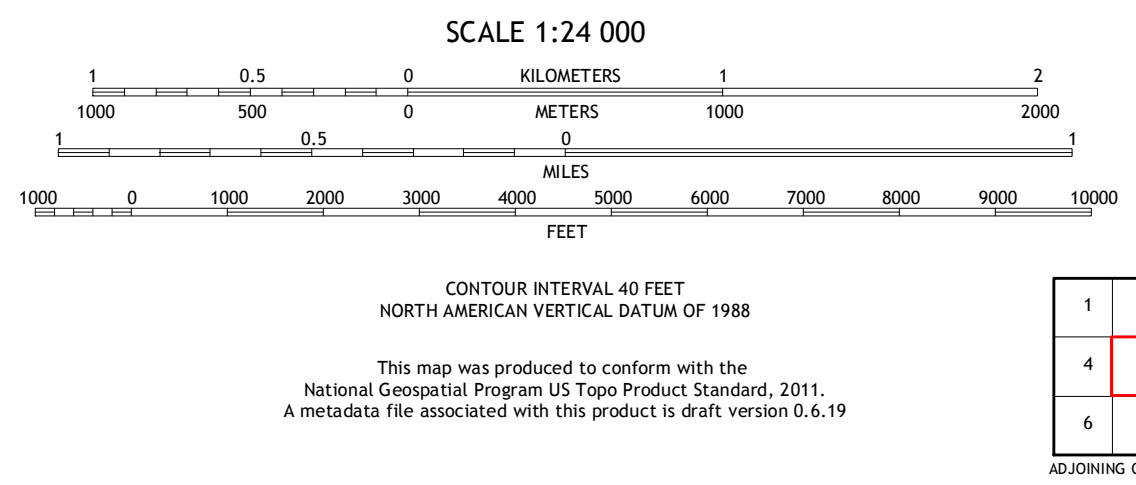 SCALE 1:24 000
1 0.5 0 KILOMETERS 1 2
1000 500 0 METERS 1000 2000
1 0.5 0 1
MILES
1000 0 1000 2000 3000 4000 5000 6000 7000 8000 9000 10000
FEET
CONTOUR INTERVAL 40 FEET
NORTH AMERICAN VERTICAL DATUM OF 1988
This map was produced to conform with the
National Geospatial Program US Topo Product Standard, 2011.
A metadata file associated with this product is draft version 0.6.19
1
4
6
ADJOINING